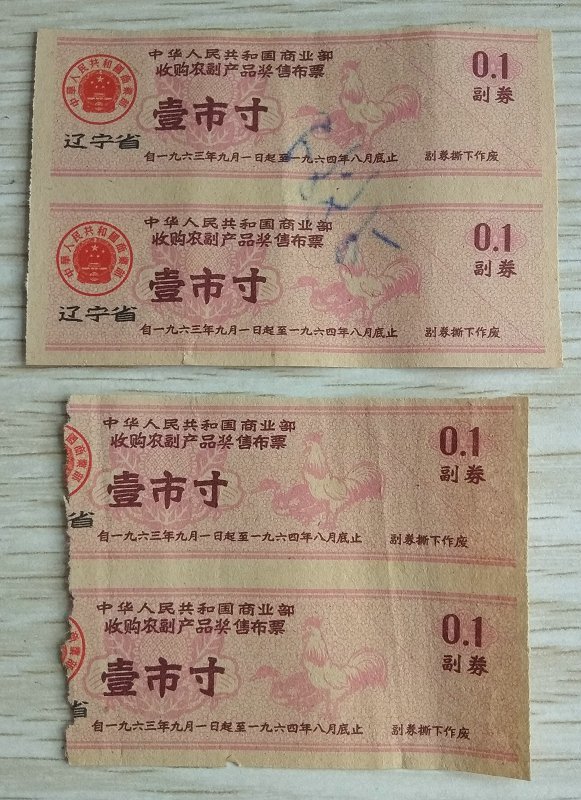 中华人民共和国商业部
收购农副产品奖售布票
0.1
副券
壹市寸
辽宁省
自一九六三年九月一日起至一九六四年八月底止
副券撕下作废
中华人民共和国商业部
收购农副产品奖售布票
0.1
副券
壹市寸
辽宁省
自一九六三年九月一日起至一九六四年八月底止
副券撕下作废
中华人民共和国商业部
收购农副产品奖售布票
0.1
副券
壹市寸
省
自一九六三年九月一日起至一九六四年八月底止
副券撕下作废
中华人民共和国商业部
收购农副产品奖售布票
0.1
副券
壹市寸
省
自一九六三年九月一日起至一九六四年八月底止
副券撕下作废